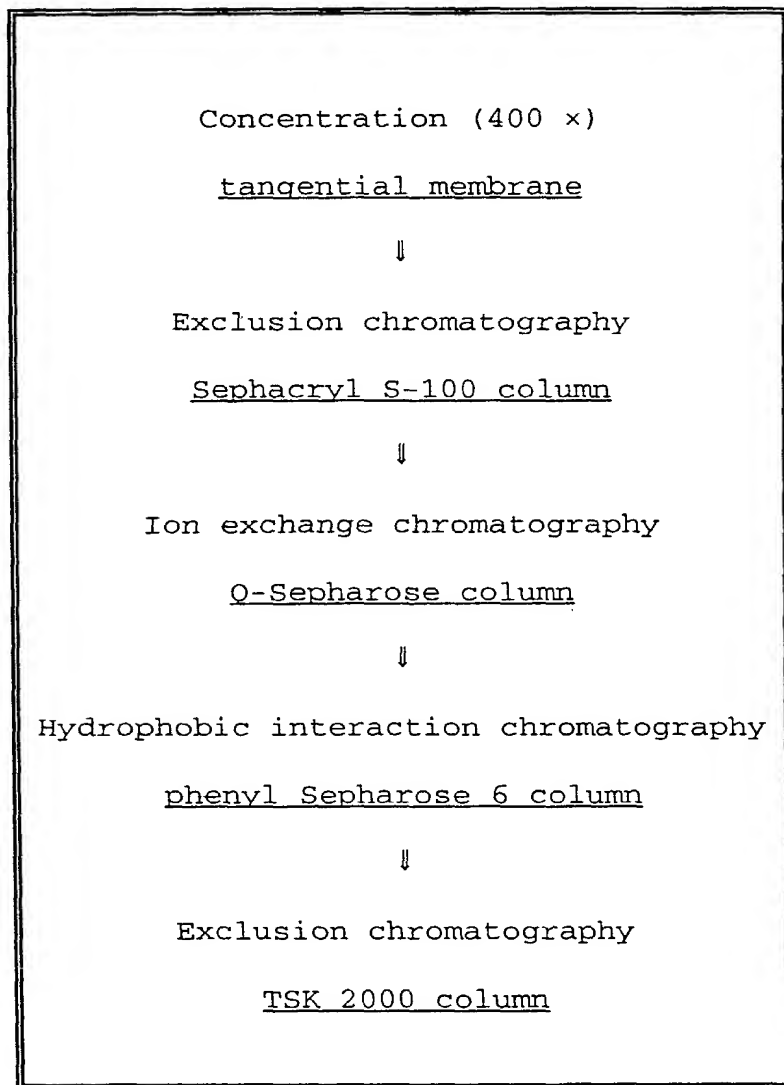 Concentration (400 ×)
tangential membrane
⇓
Exclusion chromatography
Sephacryl S-100 column
⇓
Ion exchange chromatography
Q-Sepharose column
⇓
Hydrophobic interaction chromatography
phenyl Sepharose 6 column
⇓
Exclusion chromatography
TSK 2000 column